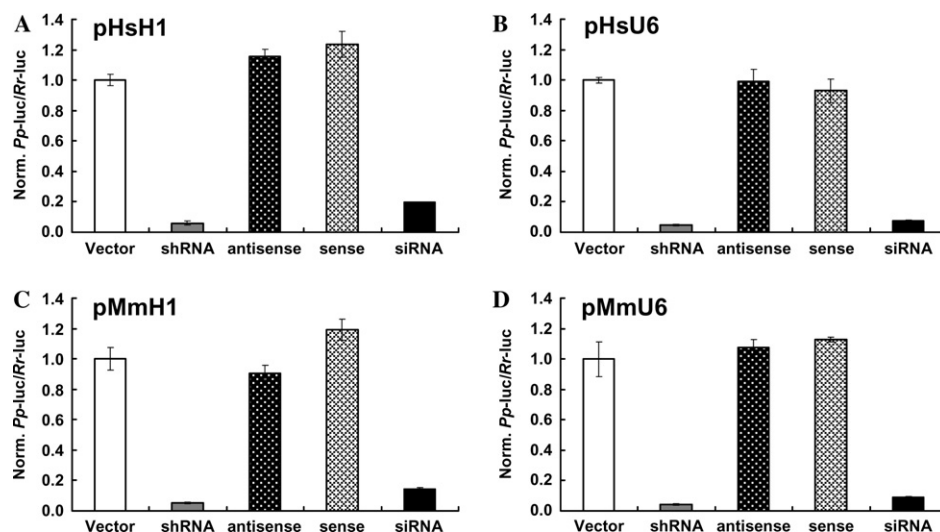 A
pHsH1
Norm. Pp-luc/Rr-luc
1.4
1.2
1.0
0.8
0.6
0.4
0.2
0.0
Vector shRNA antisense sense siRNA
B
pHsU6
Norm. Pp-luc/Rr-luc
1.4
1.2
1.0
0.8
0.6
0.4
0.2
0.0
Vector shRNA antisense sense siRNA
C
pMmH1
Norm. Pp-luc/Rr-luc
1.4
1.2
1.0
0.8
0.6
0.4
0.2
0.0
Vector shRNA antisense sense siRNA
D
pMmU6
Norm. Pp-luc/Rr-luc
1.4
1.2
1.0
0.8
0.6
0.4
0.2
0.0
Vector shRNA antisense sense siRNA